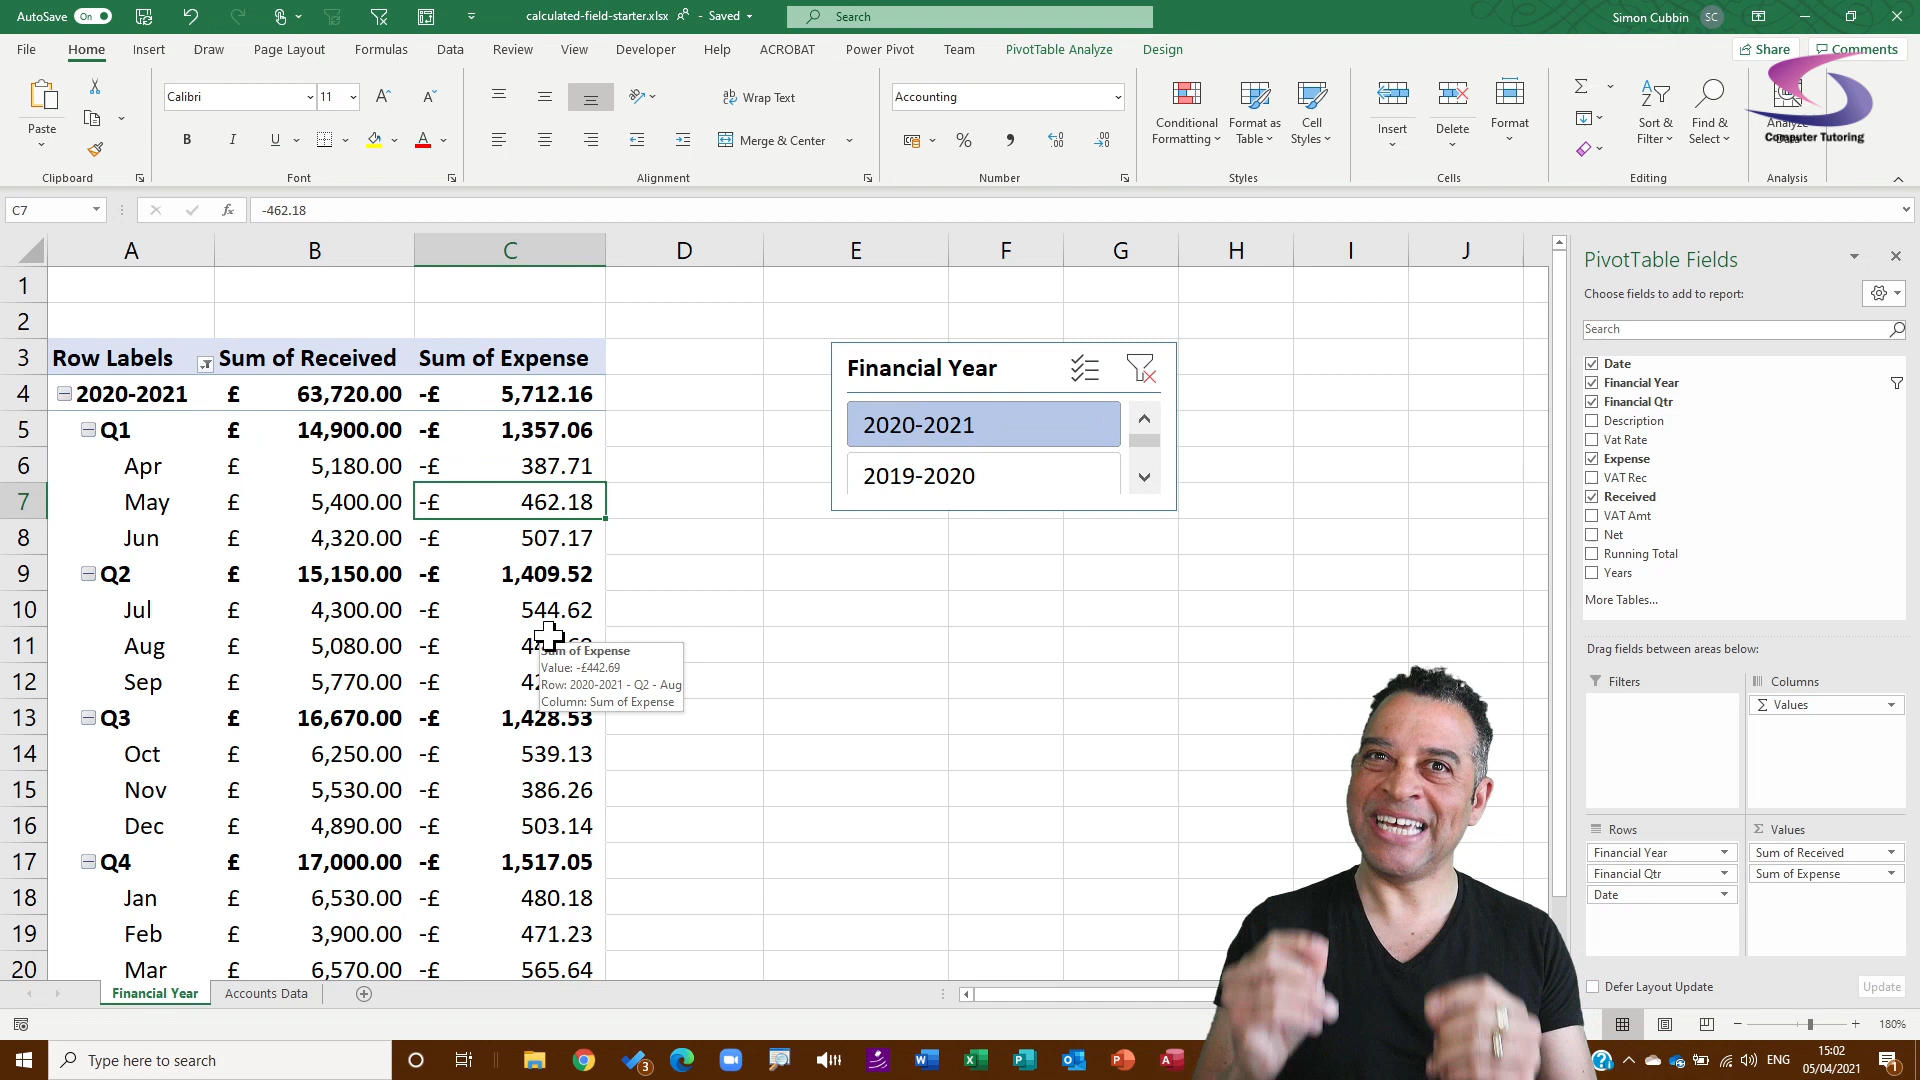 AutoSave On calculated-field-starter.xlsx - Saved Search Simon Cubbin SC
File Home Insert Draw Page Layout Formulas Data Review View Developer Help ACROBAT Power Pivot Team PivotTable Analyze Design Share Comments
Calibri 11 Wrap Text Accounting
Paste B I U A Merge & Center % Conditional Formatting Format as Table Cell Styles Insert Delete Format Sort & Filter Find & Select
Computer Tutoring
Clipboard Font Alignment Number Styles Cells Editing Analysis
C7 fx -462.18
A B C D E F G H I J
1
2
3 Row Labels Sum of Received Sum of Expense
4 2020-2021 £ 63,720.00 -£ 5,712.16
5 Q1 £ 14,900.00 -£ 1,357.06
6 Apr £ 5,180.00 -£ 387.71
7 May £ 5,400.00 -£ 462.18
8 Jun £ 4,320.00 -£ 507.17
9 Q2 £ 15,150.00 -£ 1,409.52
10 Jul £ 4,300.00 -£ 544.62
11 Aug £ 5,080.00 -£
12 Sep £ 5,770.00 -£
13 Q3 £ 16,670.00 -£ 1,428.53
14 Oct £ 6,250.00 -£ 539.13
15 Nov £ 5,530.00 -£ 386.26
16 Dec £ 4,890.00 -£ 503.14
17 Q4 £ 17,000.00 -£ 1,517.05
18 Jan £ 6,530.00 -£ 480.18
19 Feb £ 3,900.00 -£ 471.23
20 Mar £ 6,570.00 -£ 565.64
Sum of Expense
Value: -£442.69
Row: 2020-2021 - Q2 - Aug
Column: Sum of Expense
Financial Year
2020-2021
2019-2020
PivotTable Fields
Choose fields to add to report:
Search
Date
Financial Year
Financial Qtr
Description
Vat Rate
Expense
VAT Rec
Received
VAT Amt
Net
Running Total
Years
More Tables...
Drag fields between areas below:
Filters Columns
Σ Values
Rows Σ Values
Financial Year Sum of Received
Financial Qtr Sum of Expense
Date
Defer Layout Update Update
Financial Year Accounts Data
180%
Type here to search 3 ENG 15:02 05/04/2021 1